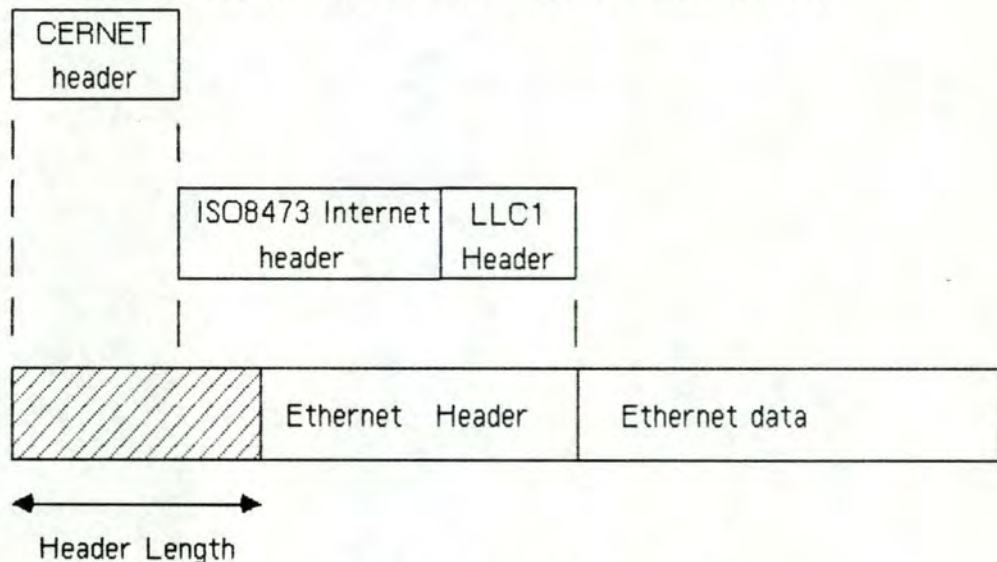 CERNET
header
ISO8473 Internet
header
LLC1
Header
Ethernet Header
Ethernet data
Header Length